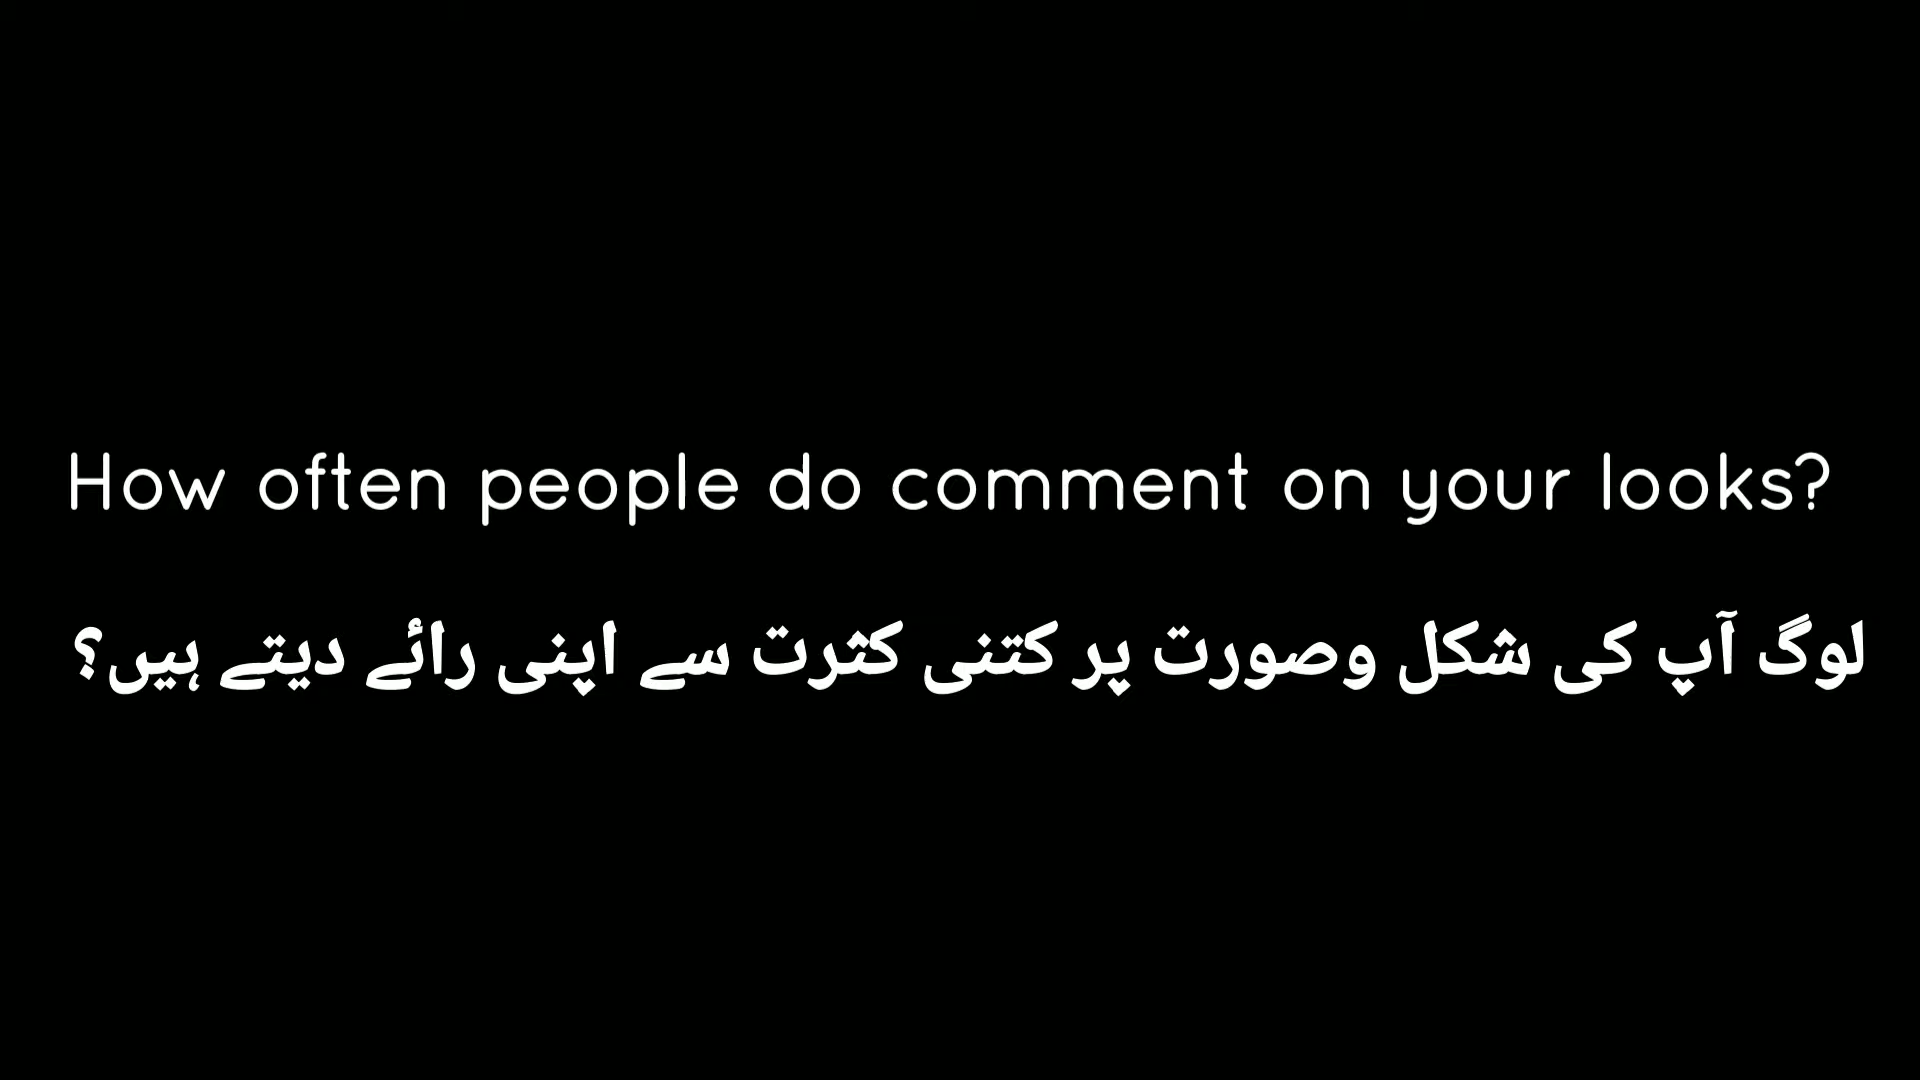 How often people do comment on your looks?
لوگ آپ کی شکل وصورت پر کتنی کثرت سے اپنی رائے دیتے ہیں؟